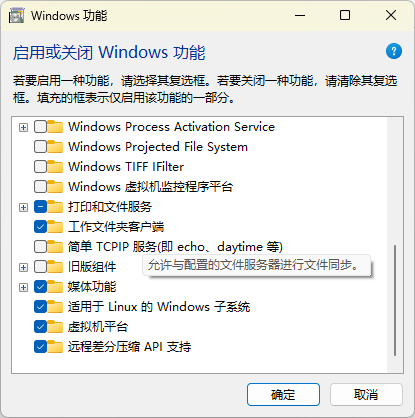 Windows 功能
启用或关闭 Windows 功能
若要启用一种功能，请选择其复选框。若要关闭一种功能，请清除其复选
框。填充的框表示仅启用该功能的一部分。
Windows Process Activation Service
Windows Projected File System
Windows TIFF IFilter
Windows 虚拟机监控程序平台
打印和文件服务
工作文件夹客户端
简单 TCPIP 服务(即 echo、daytime 等)
旧版组件
允许与配置的文件服务器进行文件同步。
媒体功能
适用于 Linux 的 Windows 子系统
虚拟机平台
远程差分压缩 API 支持
确定
取消